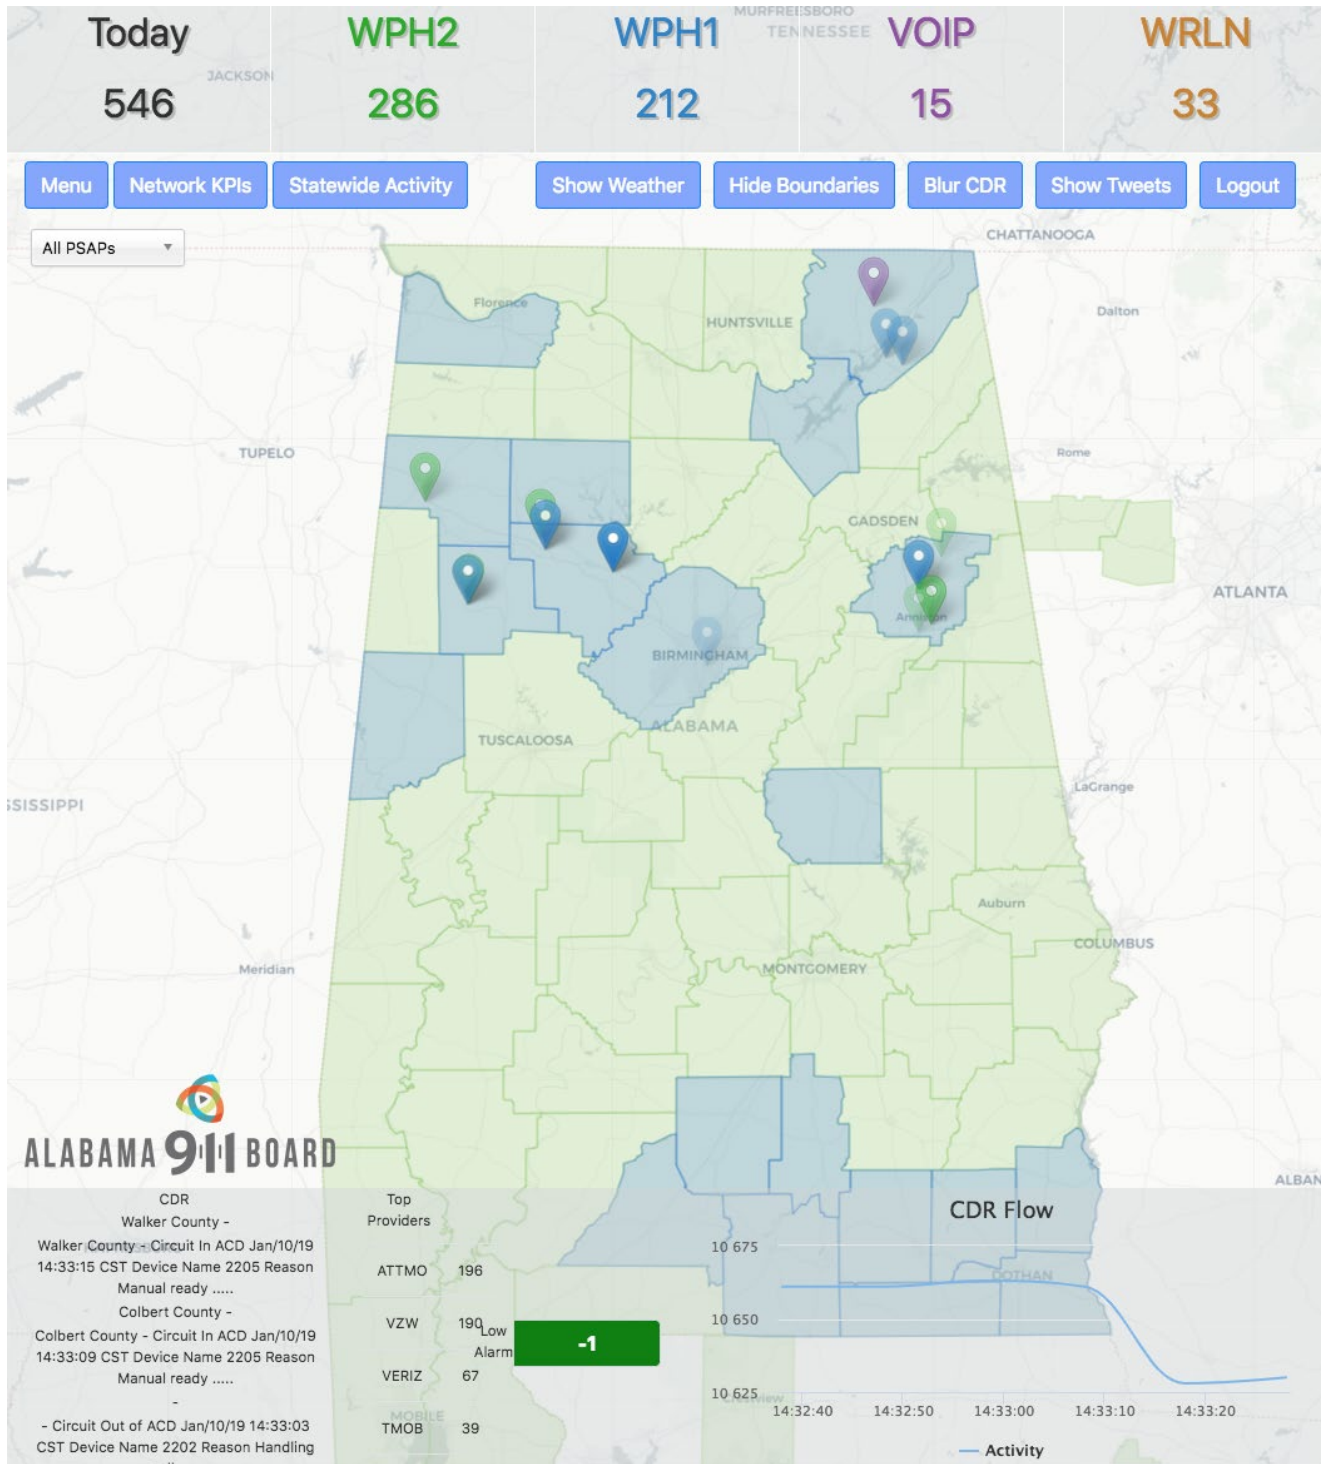 Today
WPH2
WPH1
VOIP
WRLN
546
286
212
15
33
MURFREESBORO
TENNESSEE
JACKSON
Menu
Network KPIs
Statewide Activity
Show Weather
Hide Boundaries
Blur CDR
Show Tweets
Logout
All PSAPs
CHATTANOOGA
Florence
HUNTSVILLE
Dalton
TUPELO
Rome
GADSDEN
ATLANTA
Anniston
BIRMINGHAM
ALABAMA
TUSCALOOSA
LaGrange
SSISSIPPI
Auburn
COLUMBUS
Meridian
MONTGOMERY
ALABAMA 911 BOARD
ALBAN
CDR
Walker County -
Walker County - Circuit In ACD Jan/10/19
14:33:15 CST Device Name 2205 Reason
Manual ready .....
Colbert County -
Colbert County - Circuit In ACD Jan/10/19
14:33:09 CST Device Name 2205 Reason
Manual ready .....
-
- Circuit Out of ACD Jan/10/19 14:33:03
CST Device Name 2202 Reason Handling
Top
Providers
ATTMO 196
VZW 190
VERIZ 67
TMOB 39
MOBILE
Low
Alarm
-1
CDR Flow
10 675
10 650
10 625
DOTHAN
Crestview
14:32:40
14:32:50
14:33:00
14:33:10
14:33:20
Activity